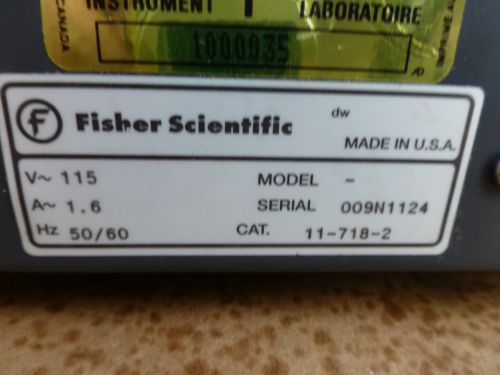 CANADA
INSTRUMENT
LABORATOIRE
1000035
f Fisher Scientific
dw
MADE IN U.S.A.
V~ 115 MODEL -
A~ 1.6 SERIAL 009N1124
Hz 50/60 CAT. 11-718-2